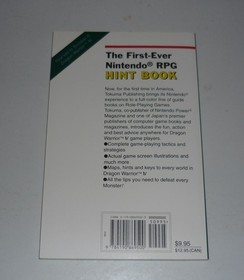 The First-Ever
Nintendo® RPG
HINT BOOK
Now, for the first time in America,
Tokuma Publishing brings its Nintendo®
experience to a full-color line of guide
books on Role-Playing Games.
Tokuma, co-publisher of Nintendo Power™
Magazine and one of Japan's premier
publishers of computer game books and
magazines, introduces the fun, action
and best advice anywhere for Dragon
Warrior™ IV game players.
● Complete game-playing tactics and
strategies
● Actual game screen illustrations and
much more
● Maps, hints and keys to every world in
Dragon Warrior™ IV
● All the tips you need to defeat every
Monster!
$9.95
$12.95 (CAN)